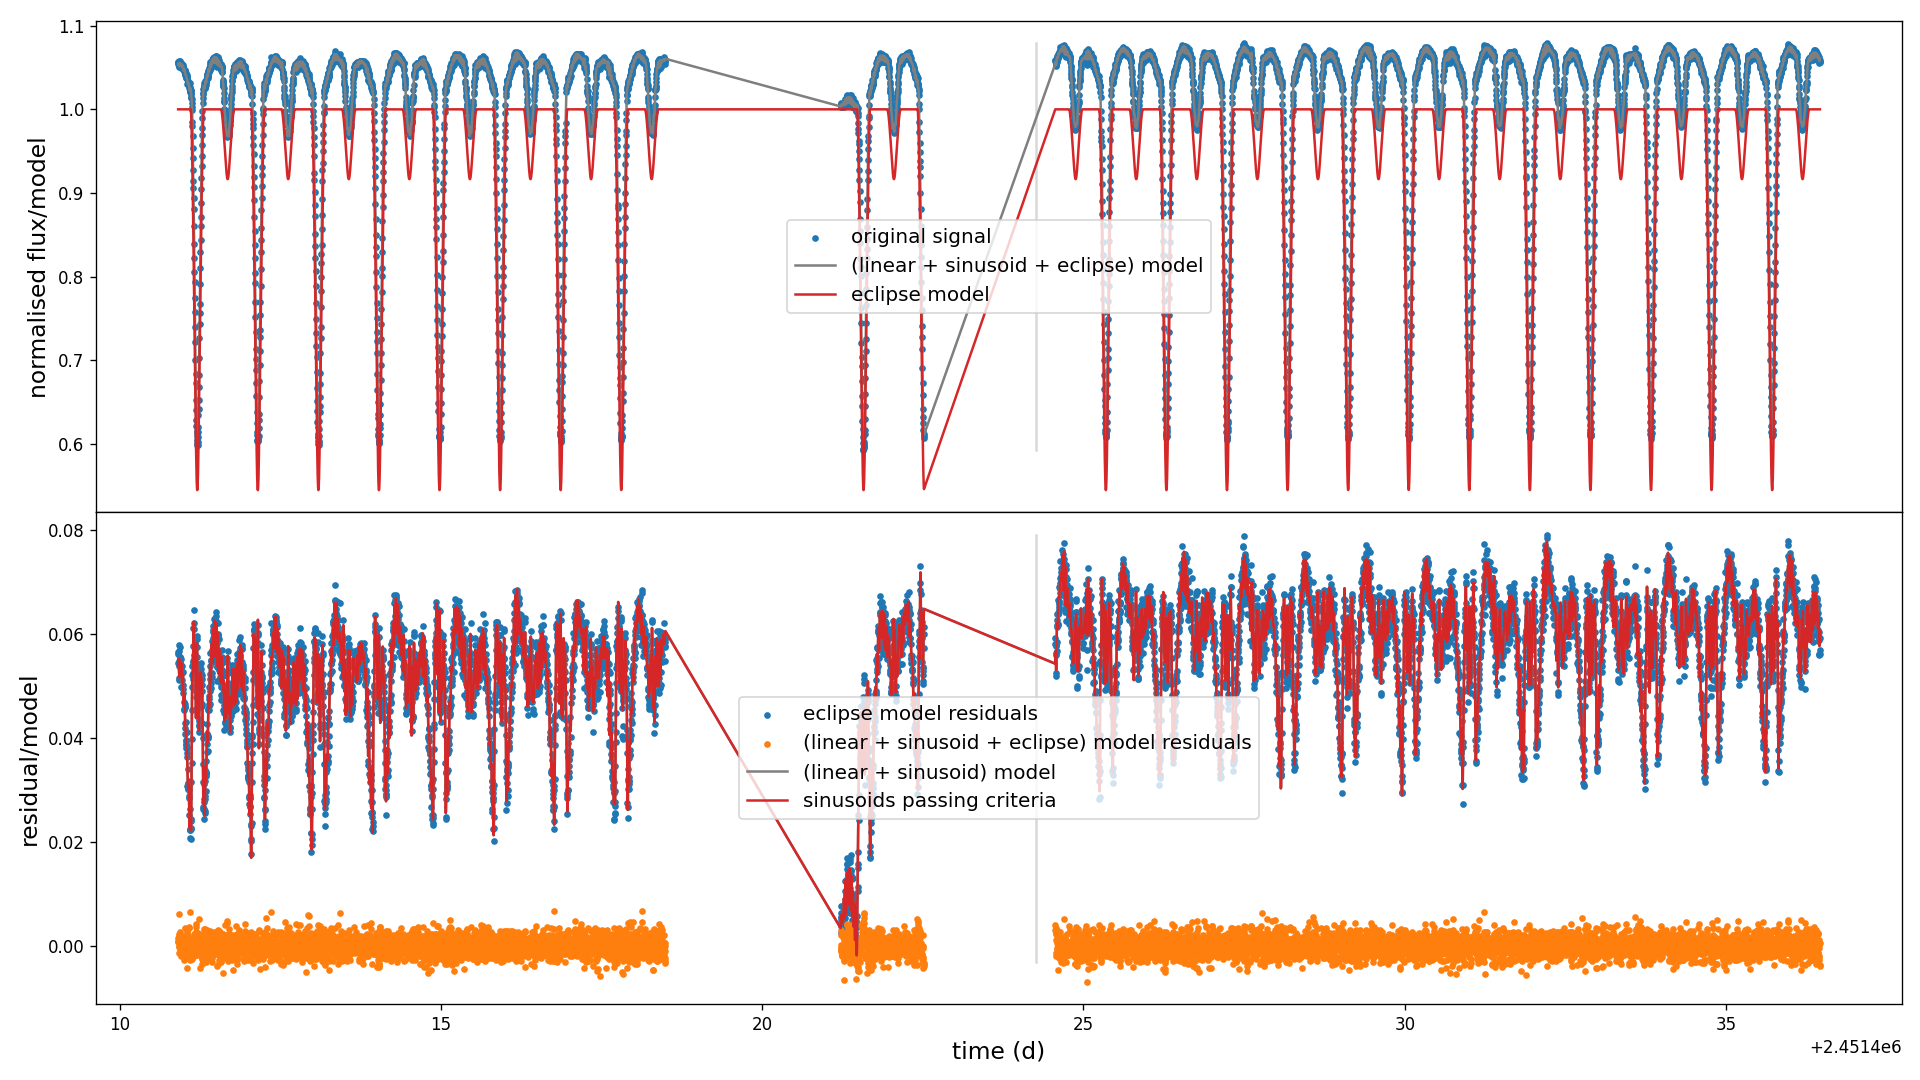 1.1
1.0
0.9
0.8
0.7
0.6
normalised flux/model
original signal
(linear + sinusoid + eclipse) model
eclipse model
0.08
0.06
0.04
0.02
0.00
residual/model
eclipse model residuals
(linear + sinusoid + eclipse) model residuals
(linear + sinusoid) model
sinusoids passing criteria
10
15
20
25
30
35
time (d)
+2.4514e6